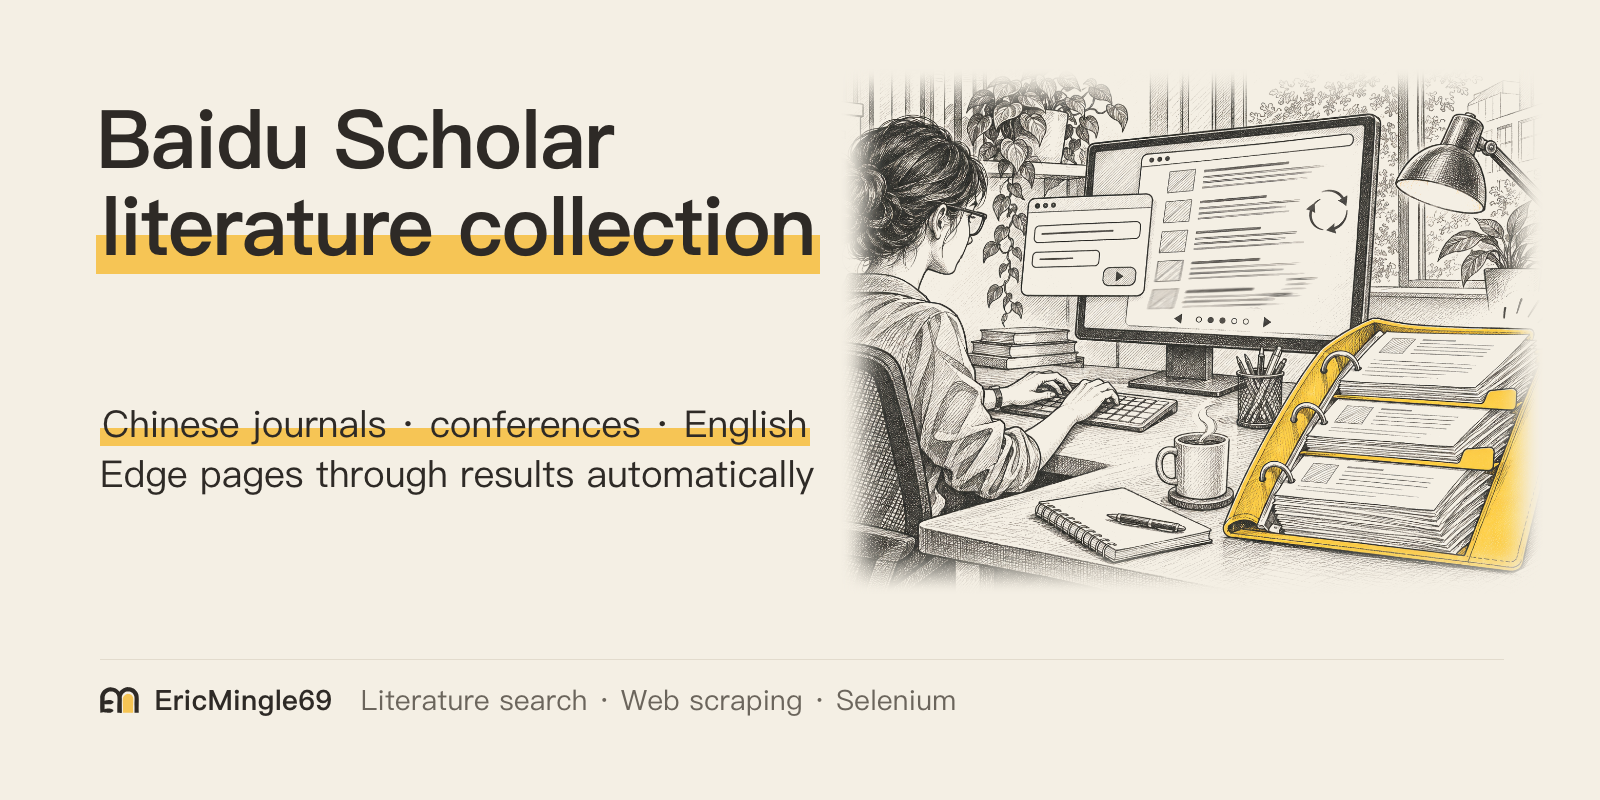 Baidu Scholar
literature collection
Chinese journals · conferences · English
Edge pages through results automatically
EricMingle69 Literature search · Web scraping · Selenium